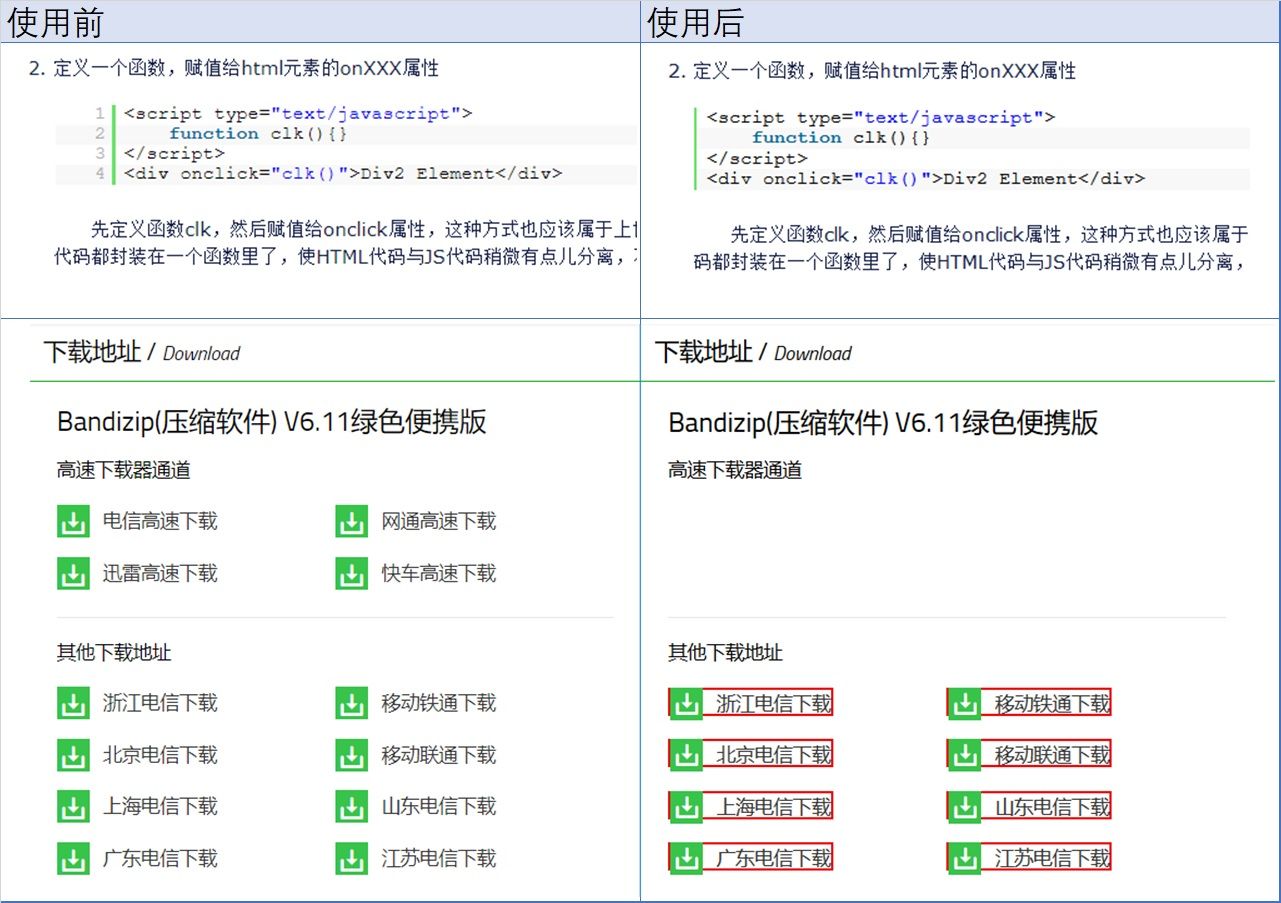 使用前
2. 定义一个函数，赋值给html元素的onXXX属性
1 <script type="text/javascript">
2 function clk(){}
3 </script>
4 <div onclick="clk()">Div2 Element</div>
先定义函数clk，然后赋值给onclick属性，这种方式也应该属于上
代码都封装在一个函数里了，使HTML代码与JS代码稍微有点儿分离，
使用后
2. 定义一个函数，赋值给html元素的onXXX属性
<script type="text/javascript">
function clk(){}
</script>
<div onclick="clk()">Div2 Element</div>
先定义函数clk，然后赋值给onclick属性，这种方式也应该属于
码都封装在一个函数里了，使HTML代码与JS代码稍微有点儿分离，
下载地址 / Download
Bandizip(压缩软件) V6.11绿色便携版
高速下载器通道
电信高速下载 网通高速下载
迅雷高速下载 快车高速下载
其他下载地址
浙江电信下载 移动铁通下载
北京电信下载 移动联通下载
上海电信下载 山东电信下载
广东电信下载 江苏电信下载
下载地址 / Download
Bandizip(压缩软件) V6.11绿色便携版
高速下载器通道
其他下载地址
浙江电信下载 移动铁通下载
北京电信下载 移动联通下载
上海电信下载 山东电信下载
广东电信下载 江苏电信下载